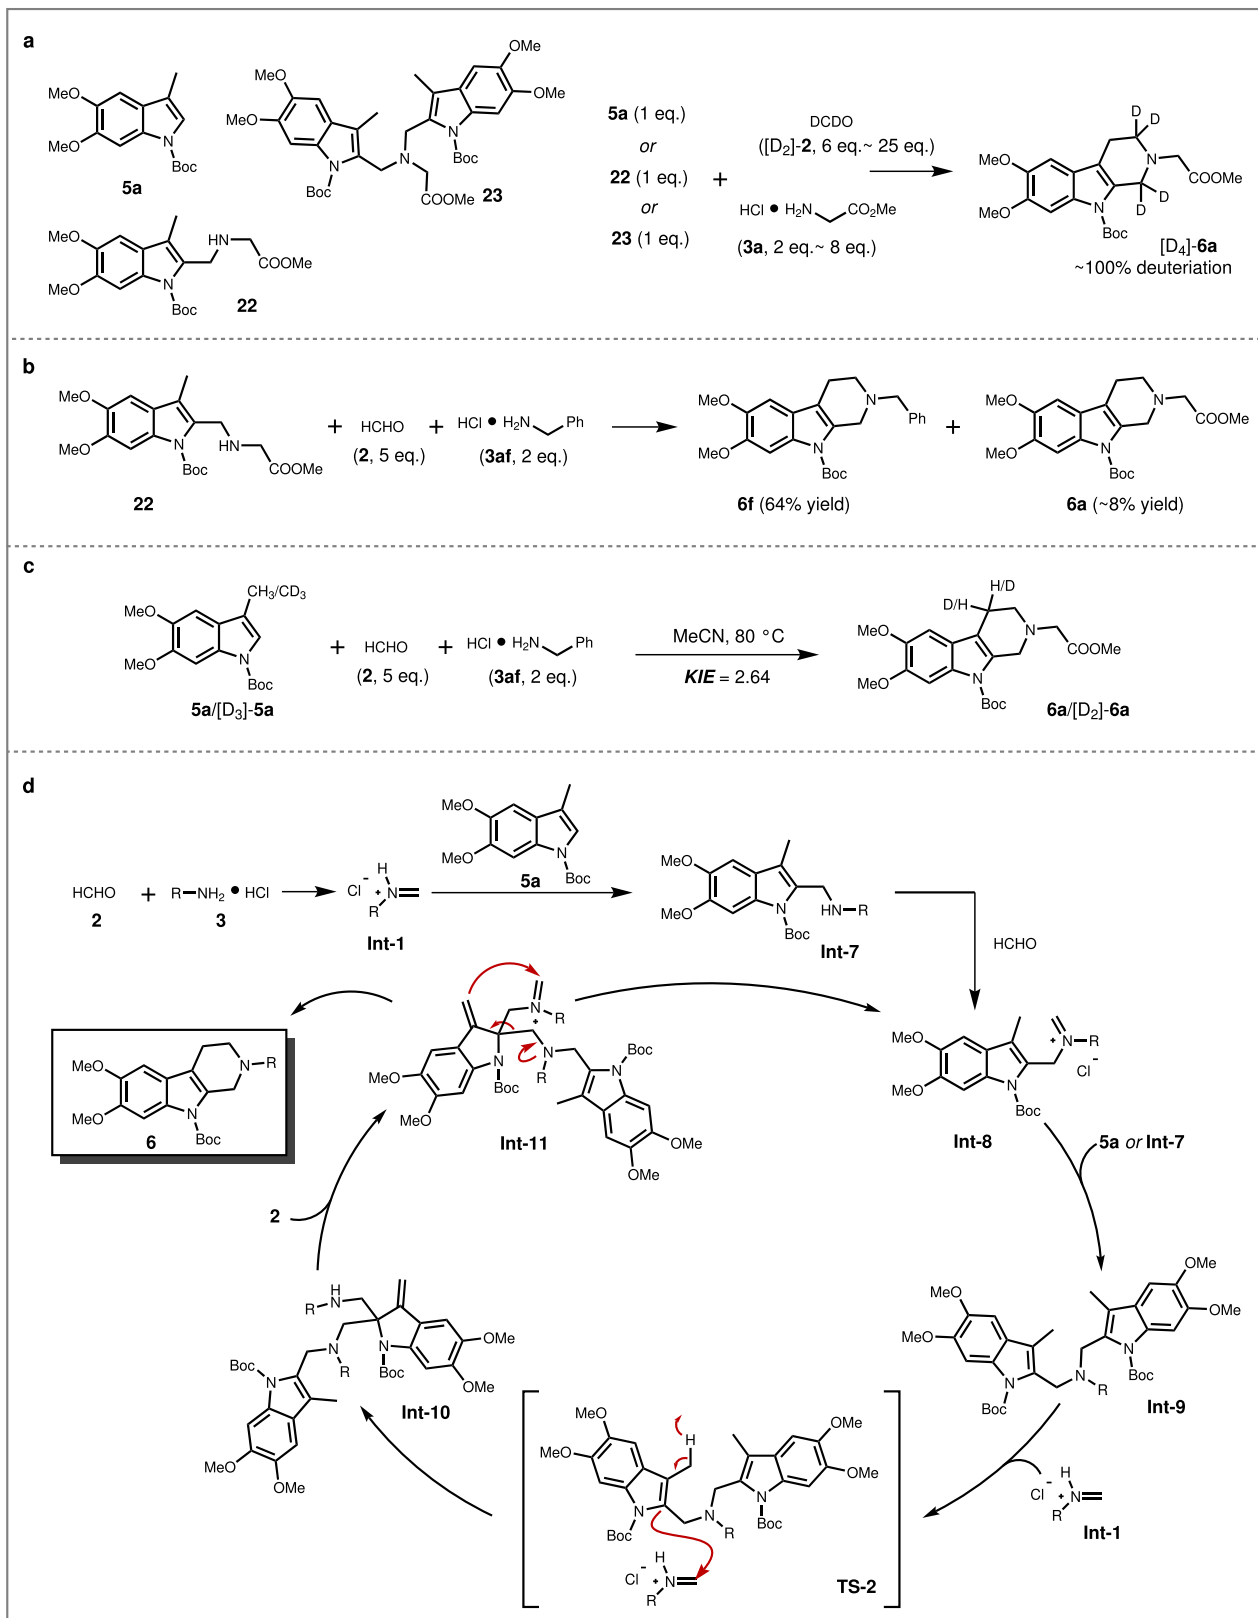 a
MeO
MeO
N
Boc
5a
MeO
MeO
N
Boc
N
COOMe
N
Boc
OMe
OMe
23
MeO
MeO
N
Boc
HN
COOMe
22
5a (1 eq.)
or
22 (1 eq.)
or
23 (1 eq.)
+
DCDO
([D₂]-2, 6 eq.~ 25 eq.)
HCl • H₂N CO₂Me
(3a, 2 eq.~ 8 eq.)
MeO
MeO
D D
N
COOMe
D D
N
Boc
[D₄]-6a
~100% deuteriation
b
MeO
MeO
N
Boc
HN
COOMe
22
+
HCHO
(2, 5 eq.)
+
HCl • H₂N Ph
(3af, 2 eq.)
MeO
MeO
N
Ph
N
Boc
6f (64% yield)
+
MeO
MeO
N
COOMe
N
Boc
6a (~8% yield)
c
CH₃/CD₃
MeO
MeO
N
Boc
5a/[D₃]-5a
+
HCHO
(2, 5 eq.)
+
HCl • H₂N Ph
(3af, 2 eq.)
MeCN, 80 °C
KIE = 2.64
H/D
D/H
MeO
MeO
N
COOMe
N
Boc
6a/[D₂]-6a
d
HCHO
2
+
R–NH₂ • HCl
3
H
Cl⁻
+N
R
Int-1
MeO
MeO
N
Boc
5a
MeO
MeO
N
Boc
HN–R
Int-7
HCHO
MeO
MeO
N
Boc
N
+
R
Cl⁻
Int-8
5a or Int-7
MeO
MeO
N
Boc
N
R
N
Boc
OMe
OMe
Int-9
H
Cl⁻
+N
R
Int-1
MeO
MeO
H
N
Boc
N
R
N
Boc
OMe
OMe
H
Cl⁻
+N
R
TS-2
H
N
R
N
R
N
Boc
OMe
OMe
Boc
N
MeO
OMe
Int-10
2
N
+
R
N
Boc
MeO
MeO
N
R
Boc
N
OMe
OMe
Int-11
MeO
MeO
N–R
N
Boc
6